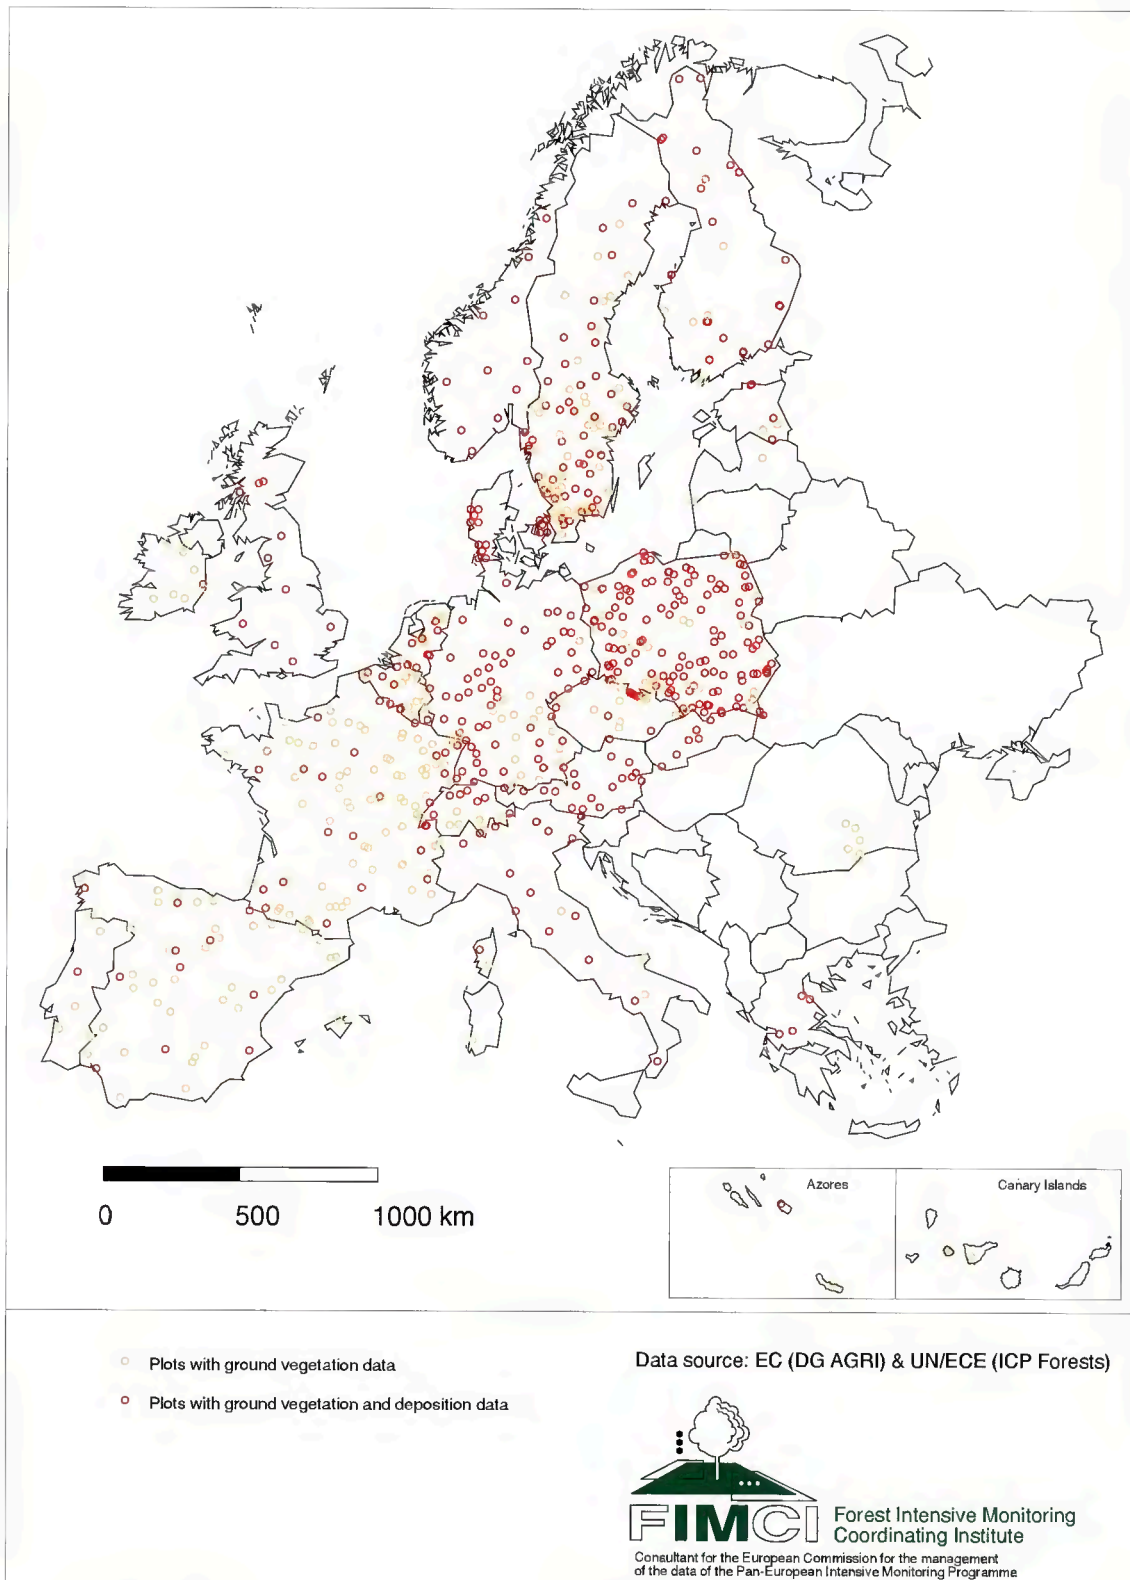 Azores
Canary Islands
0 500 1000 km
Plots with ground vegetation data
Plots with ground vegetation and deposition data
Data source: EC (DG AGRI) & UN/ECE (ICP Forests)
FIMCI
Forest Intensive Monitoring
Coordinating Institute
Consultant for the European Commission for the management
of the data of the Pan-European Intensive Monitoring Programme